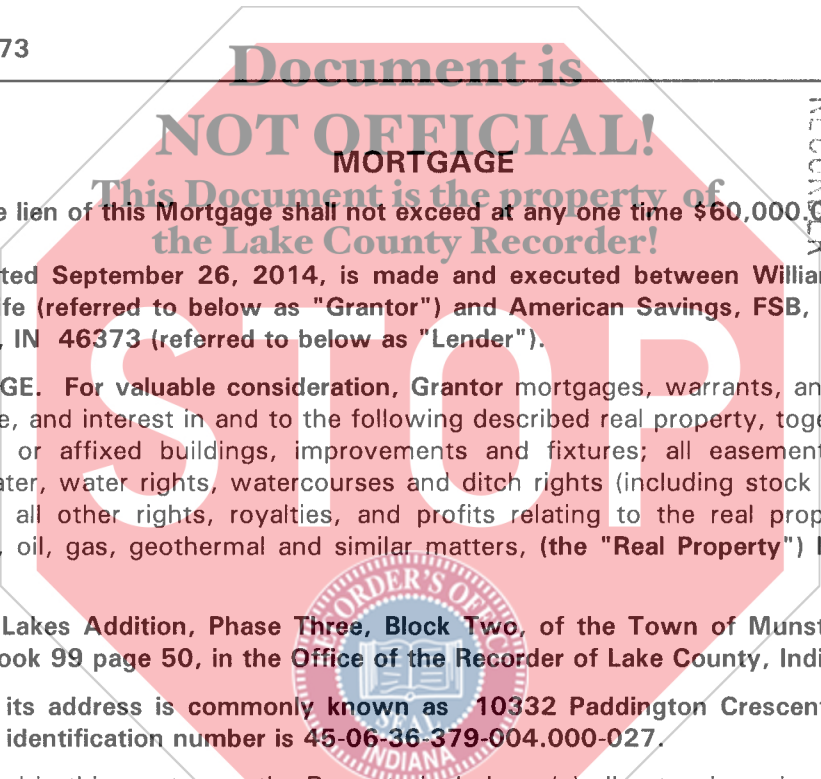 73
Document is
NOT OFFICIAL!
MORTGAGE
This Document is the property of
e lien of this Mortgage shall not exceed at any one time $60,000.0
the Lake County Recorder!
ted September 26, 2014, is made and executed between Willia
fe (referred to below as "Grantor") and American Savings, FSB,
, IN 46373 (referred to below as "Lender").
GE. For valuable consideration, Grantor mortgages, warrants, an
e, and interest in and to the following described real property, toge
or affixed buildings, improvements and fixtures; all easement
ater, water rights, watercourses and ditch rights (including stock
all other rights, royalties, and profits relating to the real prop
, oil, gas, geothermal and similar matters, (the "Real Property") l
STOP
RECORDER'S OFFICE
Lakes Addition, Phase Three, Block Two, of the Town of Munst
ook 99 page 50, in the Office of the Recorder of Lake County, Indi
its address is commonly known as 10332 Paddington Crescent
identification number is 45-06-36-379-004.000-027.
SEAL
INDIANA